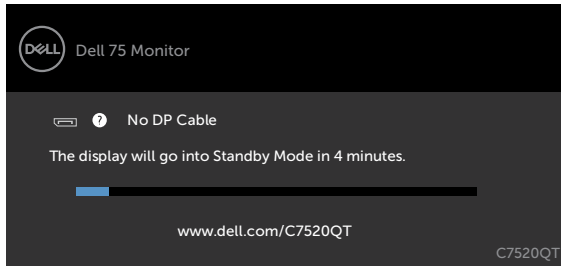 DELL
Dell 75 Monitor
? No DP Cable
The display will go into Standby Mode in 4 minutes.
www.dell.com/C7520QT
C7520QT